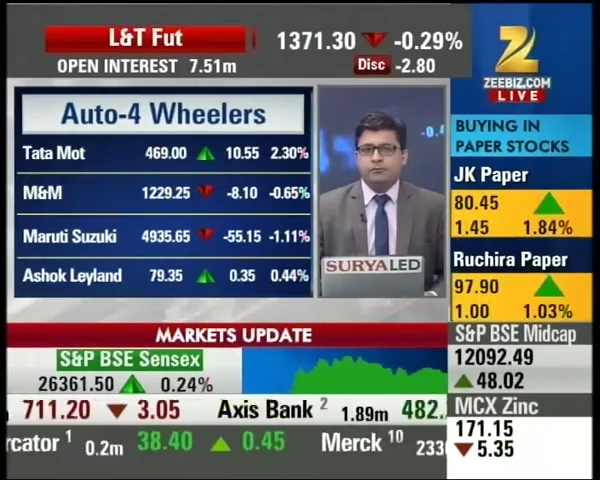 L&T Fut
1371.30 -0.29%
OPEN INTEREST 7.51m
Disc -2.80
ZEEBIZ.COM
LIVE
Auto-4 Wheelers
Tata Mot 469.00 10.55 2.30%
M&M 1229.25 -8.10 -0.65%
Maruti Suzuki 4935.65 -55.15 -1.11%
Ashok Leyland 79.35 0.35 0.44%
-0.4
SURYA LED
BUYING IN
PAPER STOCKS
JK Paper
80.45
1.45 1.84%
Ruchira Paper
97.90
1.00 1.03%
MARKETS UPDATE
S&P BSE Sensex
26361.50 0.24%
S&P BSE Midcap
12092.49
48.02
711.20 3.05 Axis Bank 2 1.89m 482.
MCX Zinc
171.15
5.35
rcator 1 0.2m 38.40 0.45 Merck 10 233